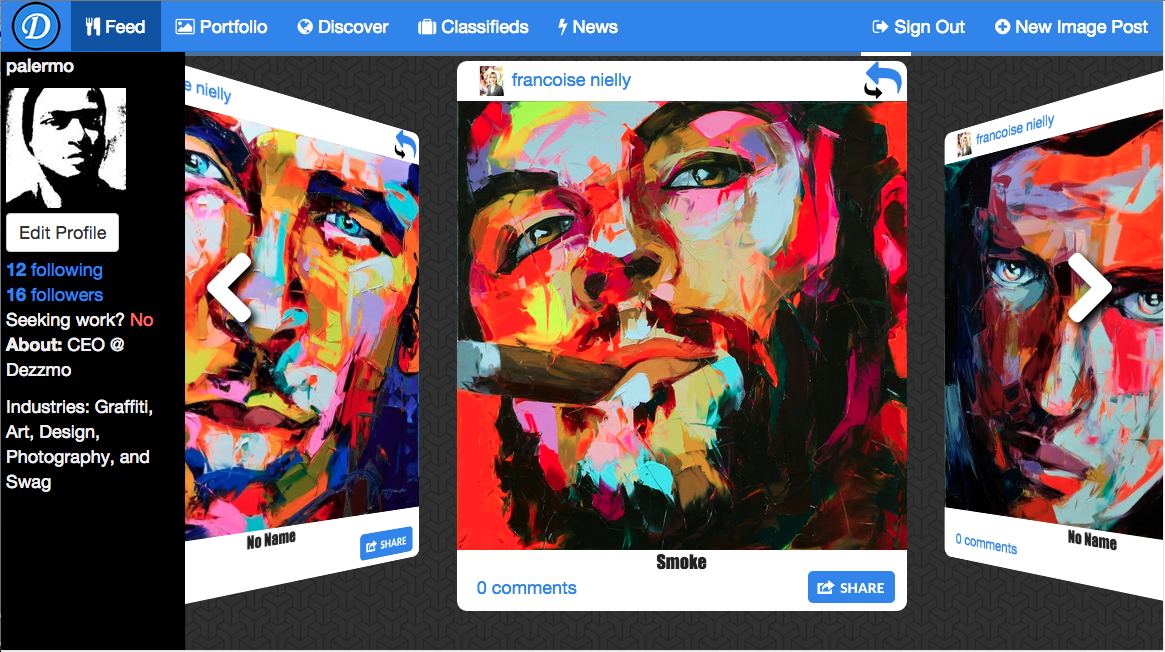 D Feed Portfolio Discover Classifieds News Sign Out New Image Post
palermo
Edit Profile
12 following
16 followers
Seeking work? No
About: CEO @
Dezzmo
Industries: Graffiti,
Art, Design,
Photography, and
Swag
e nielly
No Name
SHARE
francoise nielly
Smoke
0 comments
SHARE
francoise nielly
0 comments
No Name